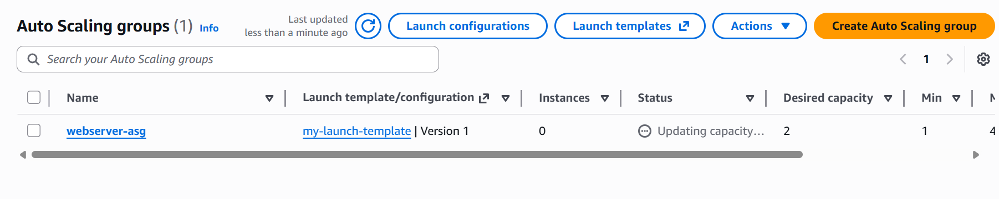 Auto Scaling groups (1) Info
Last updated
less than a minute ago
Launch configurations
Launch templates
Actions
Create Auto Scaling group
Search your Auto Scaling groups
1
Name Launch template/configuration Instances Status Desired capacity Min
webserver-asg my-launch-template | Version 1 0 Updating capacity... 2 1 4